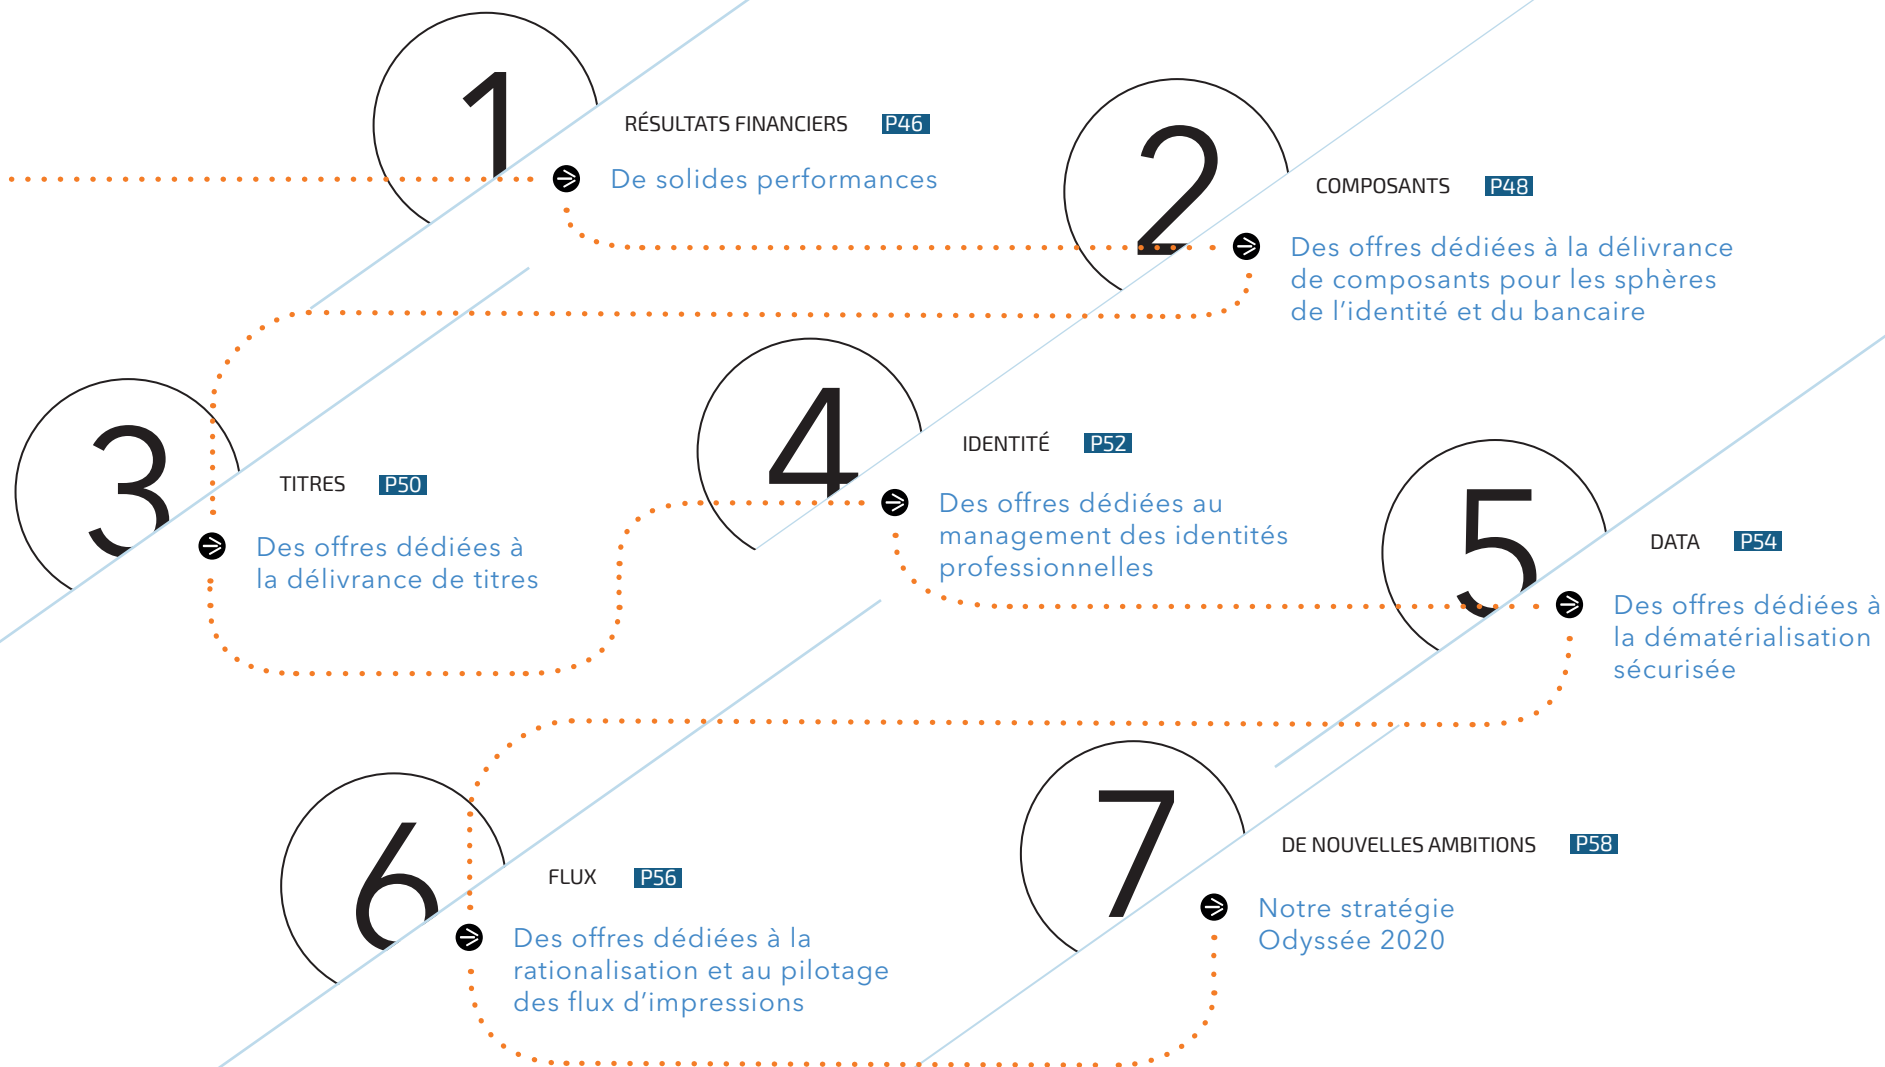 1
RÉSULTATS FINANCIERS P46
De solides performances
2
COMPOSANTS P48
Des offres dédiées à la délivrance
de composants pour les sphères
de l’identité et du bancaire
3
TITRES P50
Des offres dédiées à
la délivrance de titres
4
IDENTITÉ P52
Des offres dédiées au
management des identités
professionnelles
5
DATA P54
Des offres dédiées à
la dématérialisation
sécurisée
6
FLUX P56
Des offres dédiées à la
rationalisation et au pilotage
des flux d’impressions
7
DE NOUVELLES AMBITIONS P58
Notre stratégie
Odyssée 2020